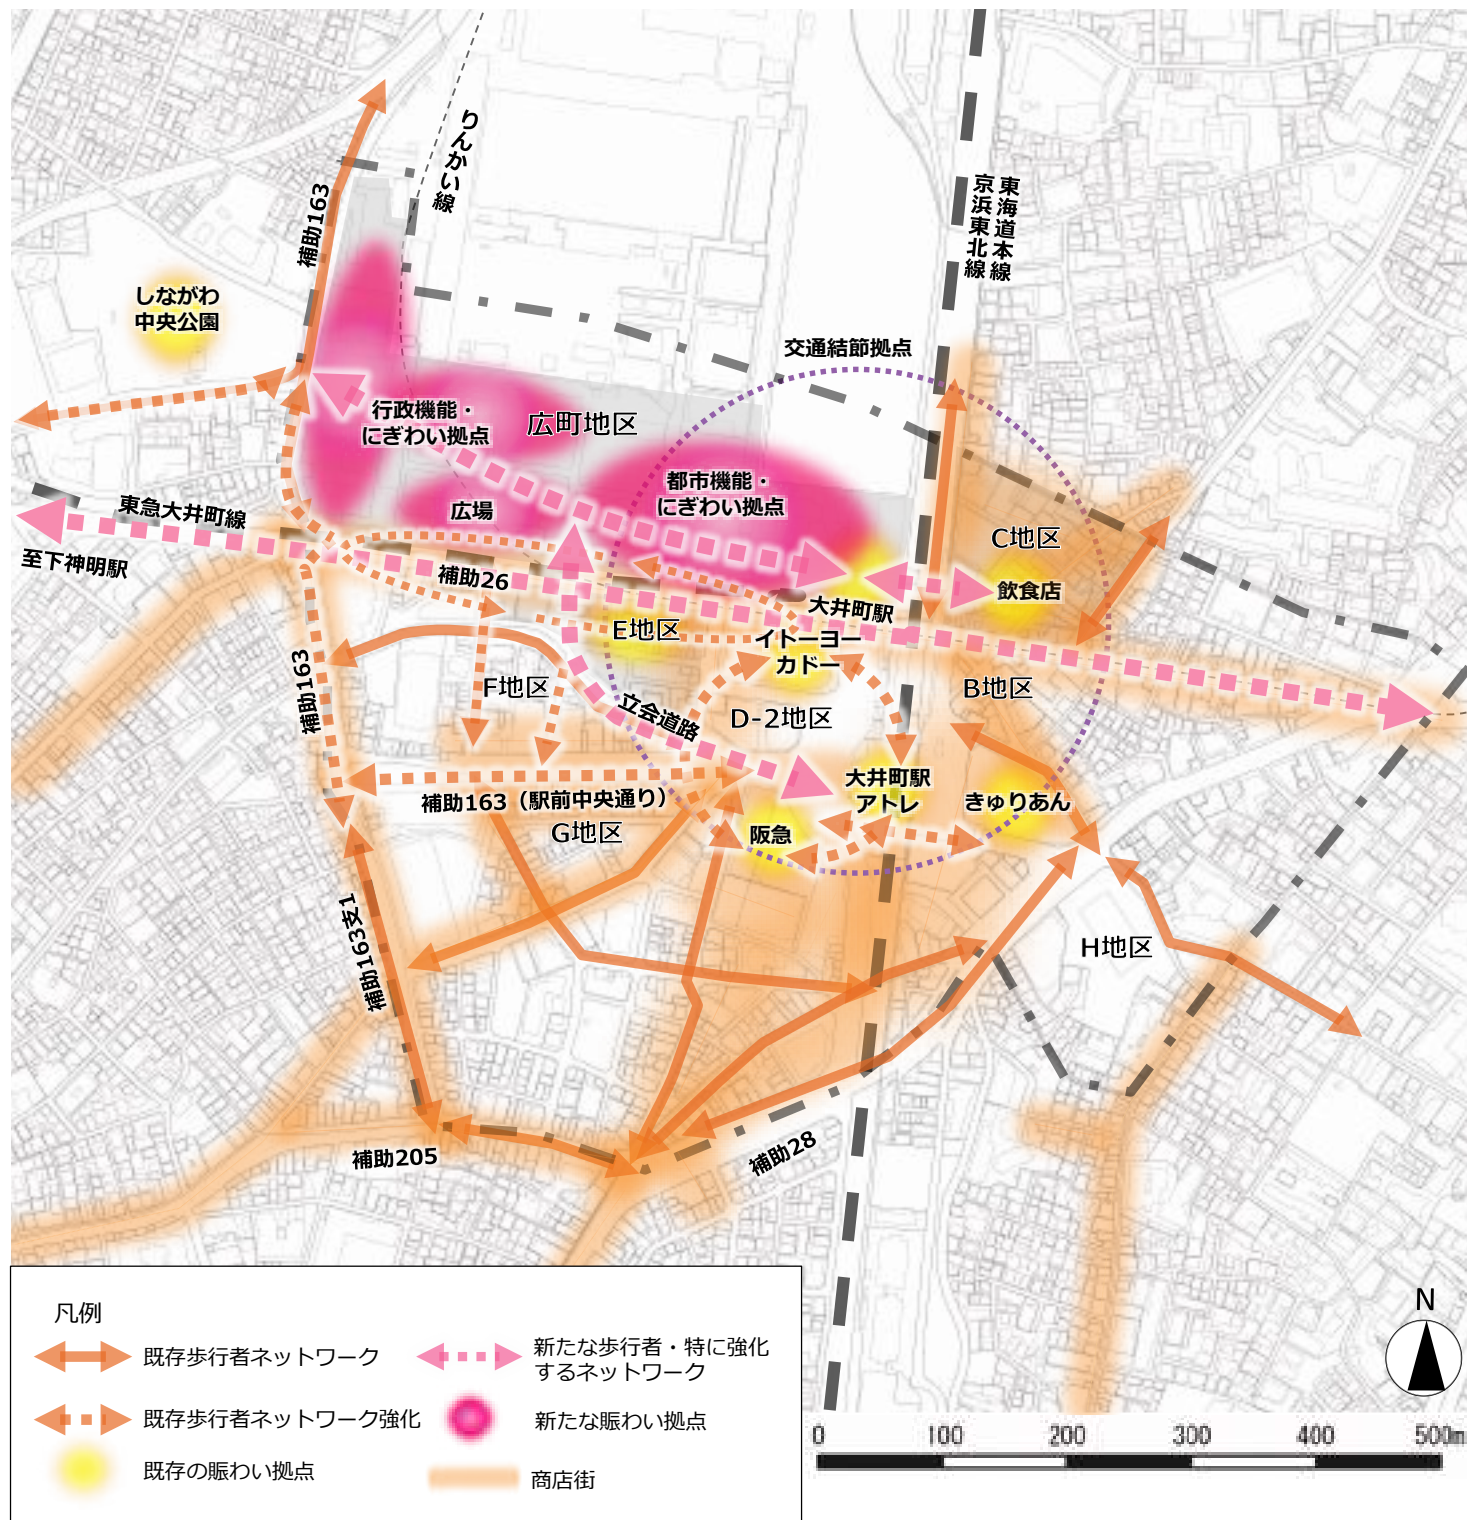 りんかい線
補助163
東海道本線
京浜東北線
しながわ
中央公園
交通結節拠点
行政機能・
にぎわい拠点
広町地区
都市機能・
にぎわい拠点
広場
東急大井町線
至下神明駅
C地区
飲食店
補助26
大井町駅
E地区
イトーヨー
カドー
補助163
F地区
立会道路
D-2地区
B地区
大井町駅
アトレ
きゅりあん
補助163（駅前中央通り）
G地区
阪急
補助163支1
H地区
補助205
補助28
凡例
既存歩行者ネットワーク
新たな歩行者・特に強化
するネットワーク
既存歩行者ネットワーク強化
新たな賑わい拠点
既存の賑わい拠点
商店街
N
0 100 200 300 400 500m